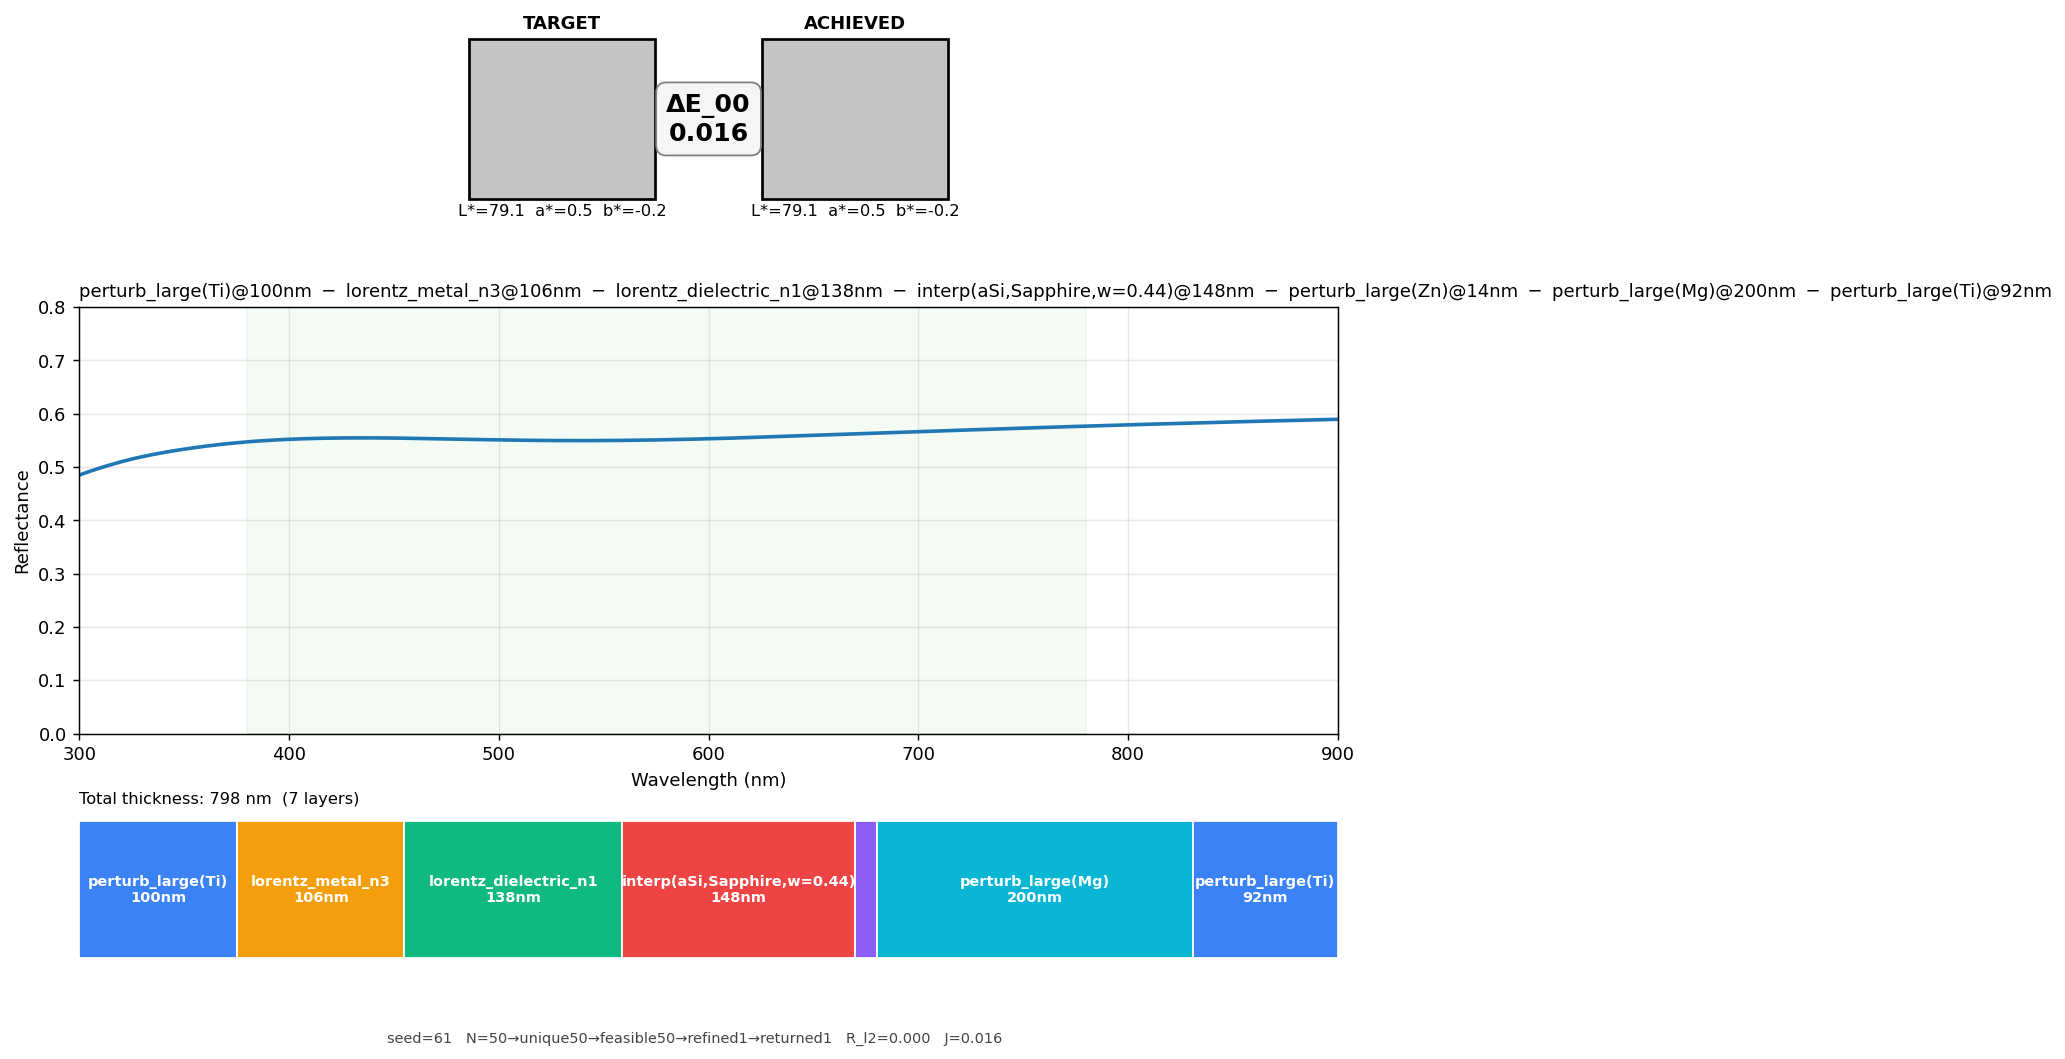 TARGET
ACHIEVED
ΔE_00
0.016
L*=79.1  a*=0.5  b*=-0.2
L*=79.1  a*=0.5  b*=-0.2
perturb_large(Ti)@100nm − lorentz_metal_n3@106nm − lorentz_dielectric_n1@138nm − interp(aSi,Sapphire,w=0.44)@148nm − perturb_large(Zn)@14nm − perturb_large(Mg)@200nm − perturb_large(Ti)@92nm
0.8
0.7
0.6
0.5
0.4
0.3
0.2
0.1
0.0
Reflectance
300 400 500 600 700 800 900
Wavelength (nm)
Total thickness: 798 nm  (7 layers)
perturb_large(Ti)
100nm
lorentz_metal_n3
106nm
lorentz_dielectric_n1
138nm
interp(aSi,Sapphire,w=0.44)
148nm
perturb_large(Mg)
200nm
perturb_large(Ti)
92nm
seed=61   N=50→unique50→feasible50→refined1→returned1   R_l2=0.000   J=0.016